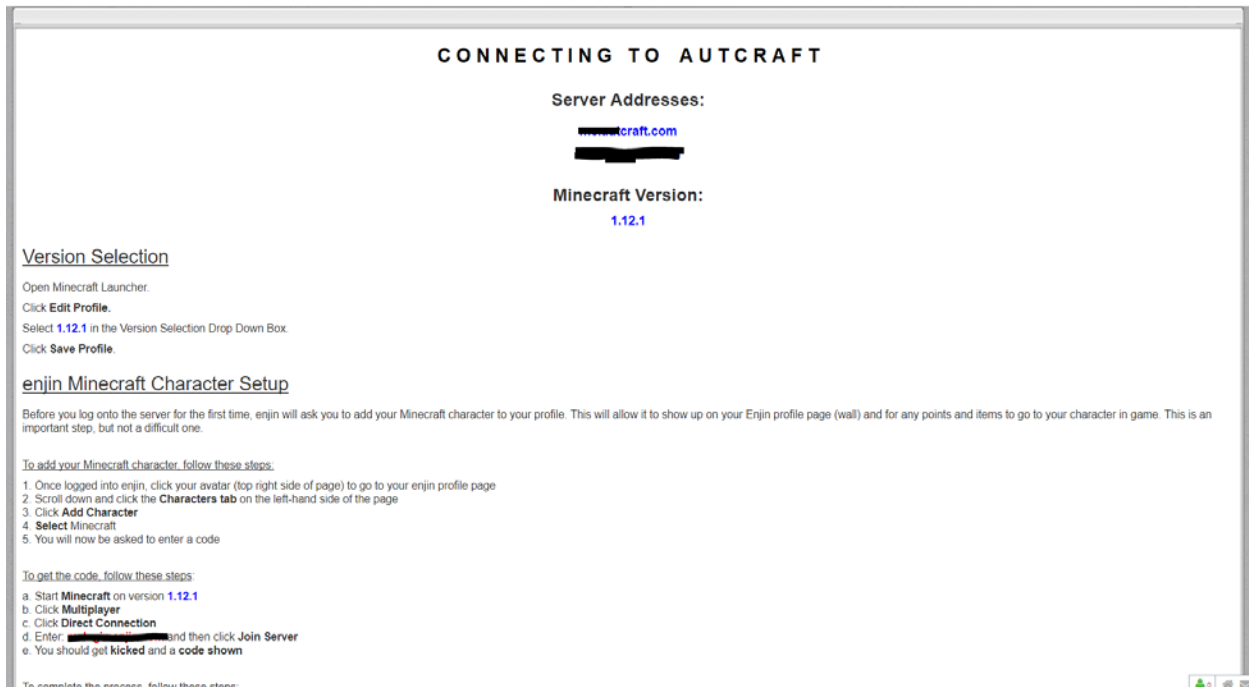 CONNECTING TO AUTCRAFT
Server Addresses:
craft.com
Minecraft Version:
1.12.1
Version Selection
Open Minecraft Launcher.
Click Edit Profile.
Select 1.12.1 in the Version Selection Drop Down Box.
Click Save Profile.
enjin Minecraft Character Setup
Before you log onto the server for the first time, enjin will ask you to add your Minecraft character to your profile. This will allow it to show up on your Enjin profile page (wall) and for any points and items to go to your character in game. This is an
important step, but not a difficult one.
To add your Minecraft character, follow these steps:
1. Once logged into enjin, click your avatar (top right side of page) to go to your enjin profile page
2. Scroll down and click the Characters tab on the left-hand side of the page
3. Click Add Character
4. Select Minecraft
5. You will now be asked to enter a code
To get the code, follow these steps:
a. Start Minecraft on version 1.12.1
b. Click Multiplayer
c. Click Direct Connection
d. Enter: and then click Join Server
e. You should get kicked and a code shown
To complete the process, follow these steps: